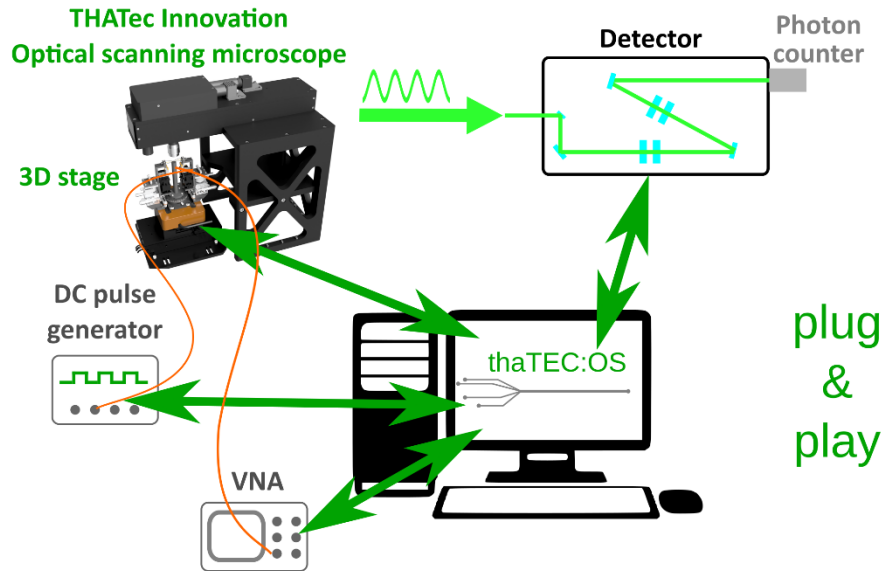 THATec Innovation
Optical scanning microscope
Detector
Photon
counter
3D stage
DC pulse
generator
thaTEC:OS
plug
&
play
VNA